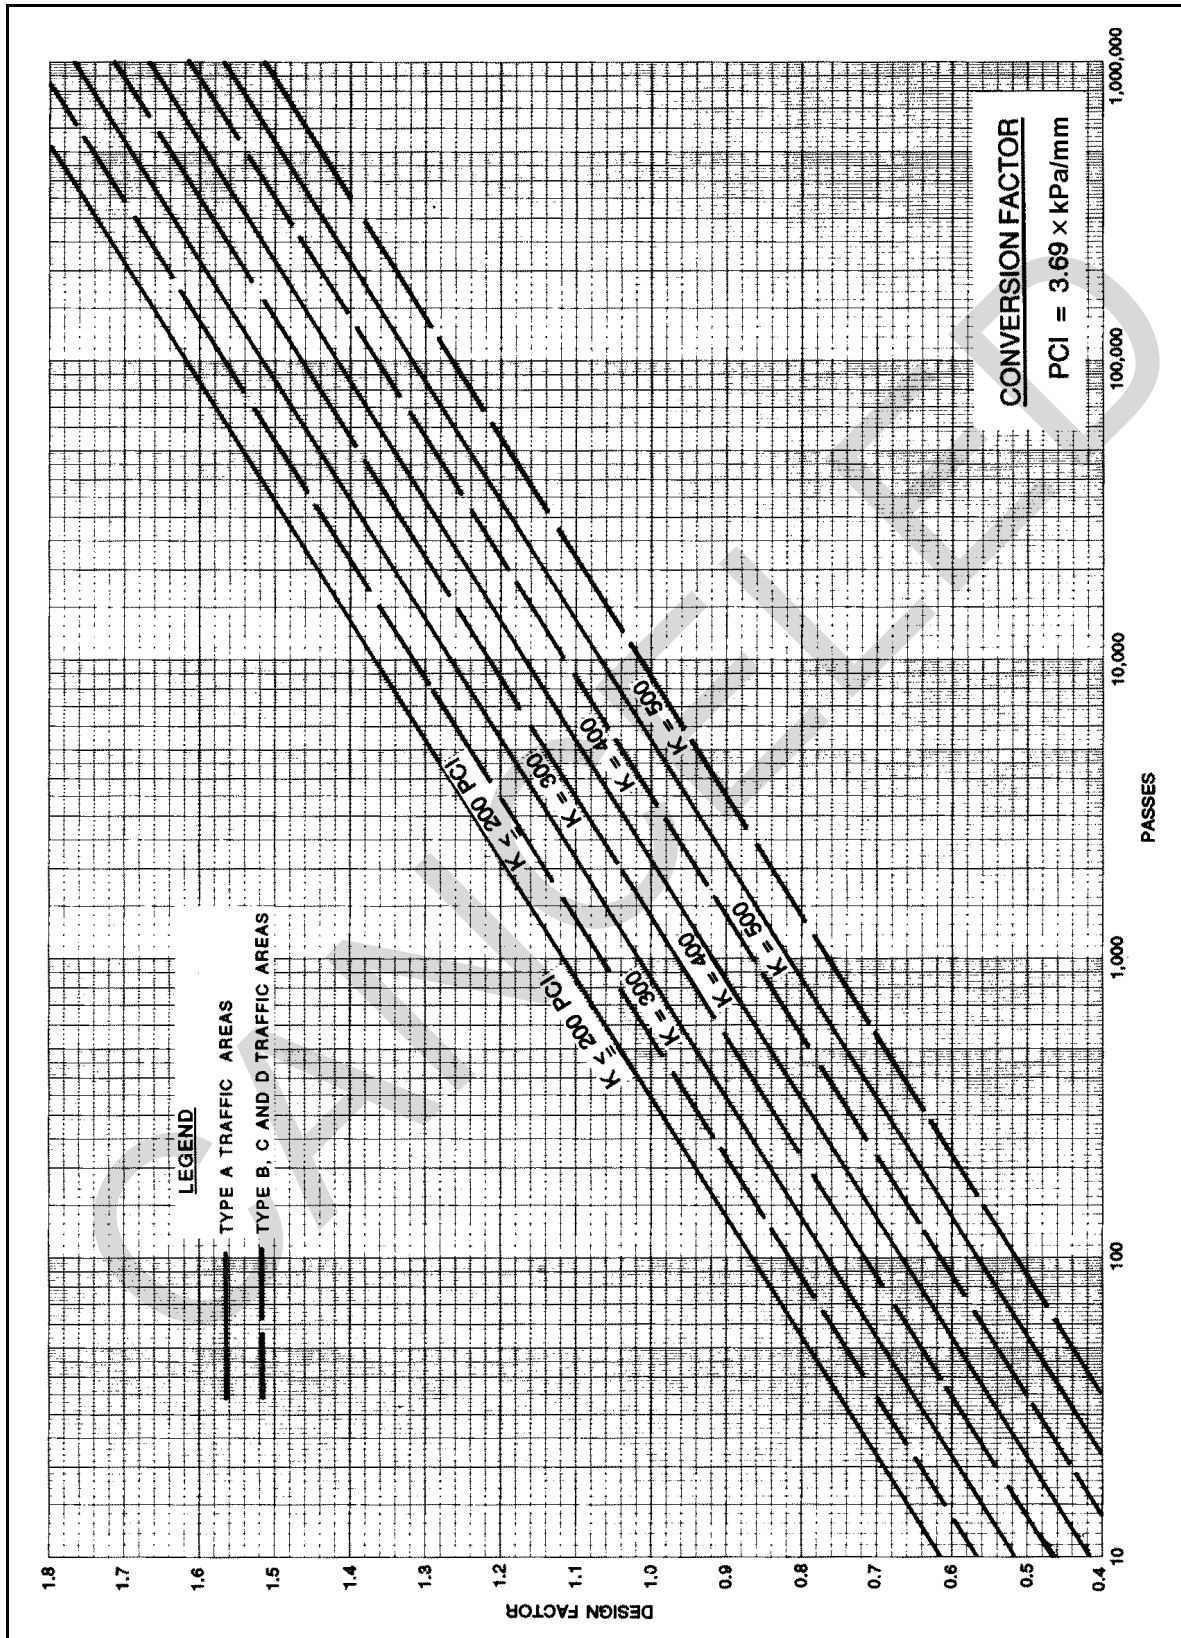 LEGEND
TYPE A TRAFFIC AREAS
TYPE B, C AND D TRAFFIC AREAS
DESIGN FACTOR
1.8
1.7
1.6
1.5
1.4
1.3
1.2
1.1
1.0
0.9
0.8
0.7
0.6
0.5
0.4
K ≤ 200 PCI
K = 300
K = 400
K = 500
K ≤ 200 PCI
K = 300
K = 400
K = 500
CONVERSION FACTOR
PCI = 3.69 × kPa/mm
10
100
1,000
10,000
100,000
1,000,000
PASSES
CANCELED